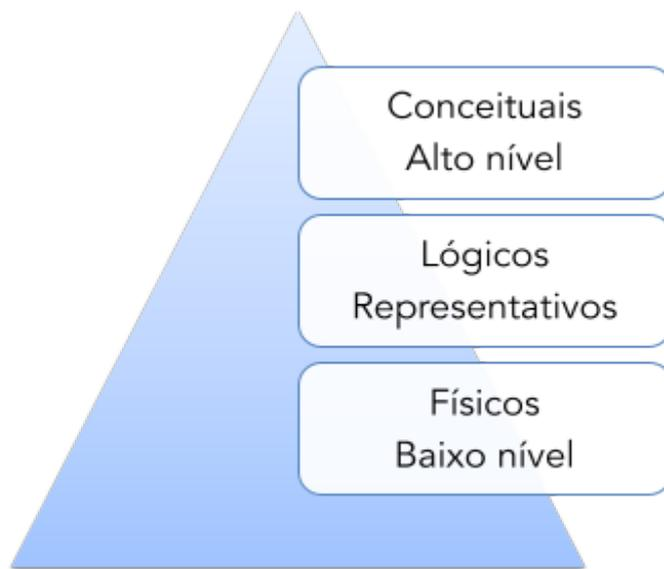 Conceituais
Alto nível
Lógicos
Representativos
Físicos
Baixo nível